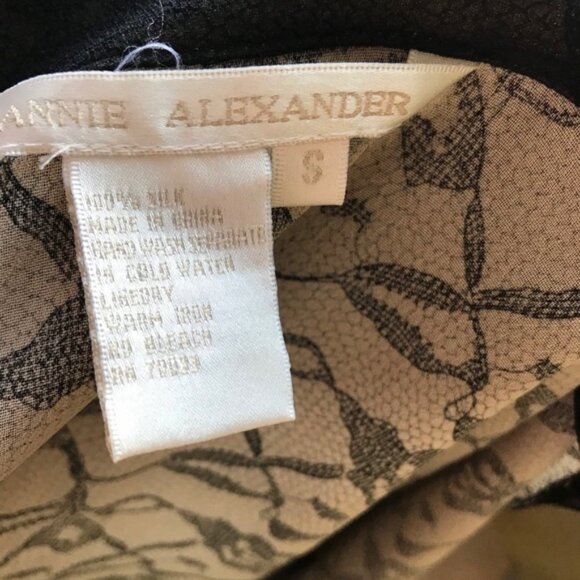 ANNIE ALEXANDER
S
100% SILK
MADE IN CHINA
HAND WASH SEPARATE
IN COLD WATER
LINEDRY
WARM IRON
NO BLEACH
RN 79033